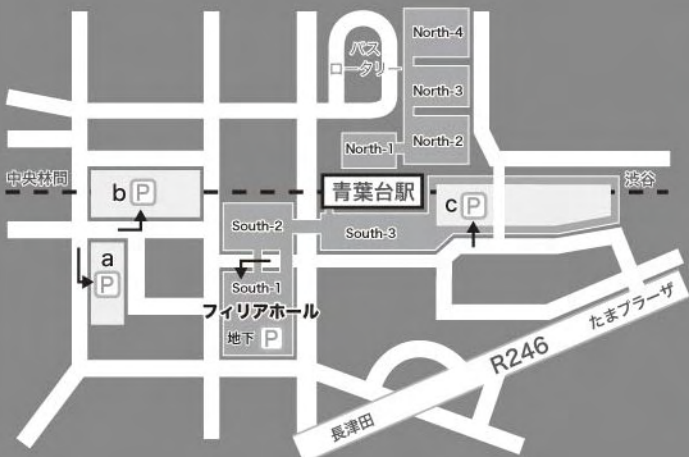 North-4
バス
ロータリー
North-3
North-1
North-2
中央林間
渋谷
b P
青葉台駅
c P
South-2
South-3
a
P
South-1
フィリアホール
地下 P
たまプラーザ
R246
長津田